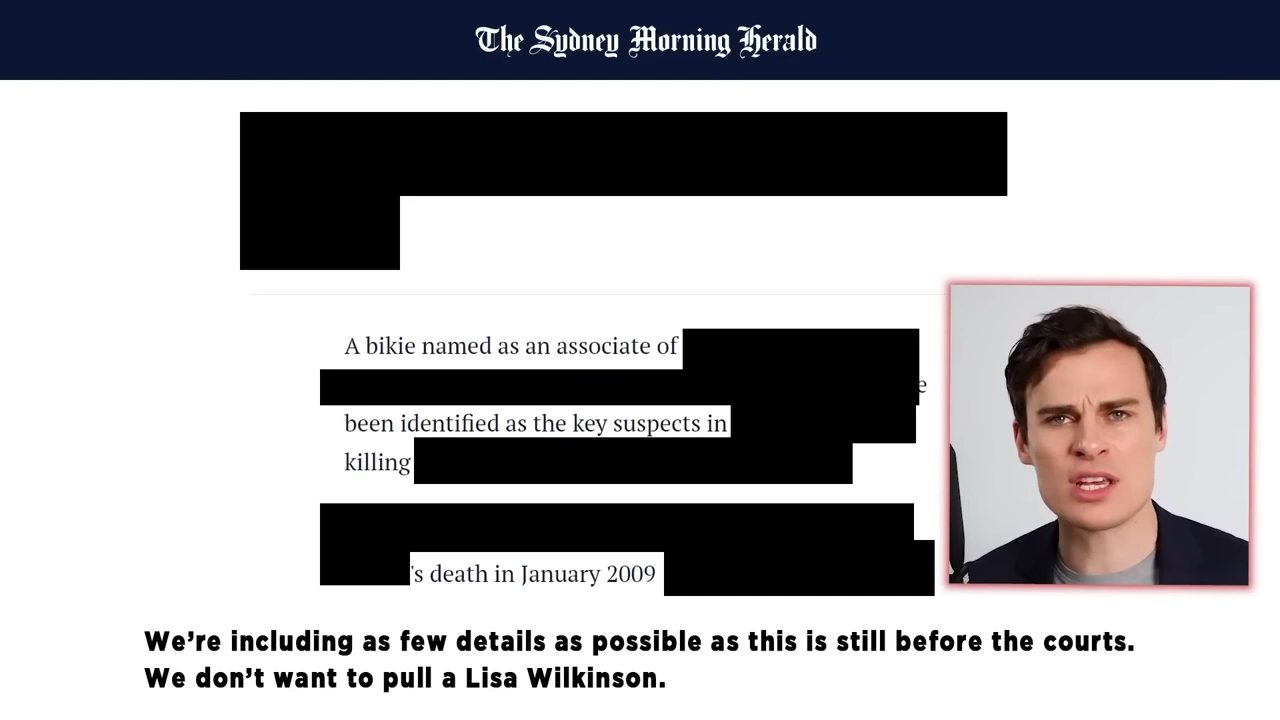 The Sydney Morning Herald
A bikie named as an associate of
e
been identified as the key suspects in
killing
's death in January 2009
We're including as few details as possible as this is still before the courts.
We don't want to pull a Lisa Wilkinson.